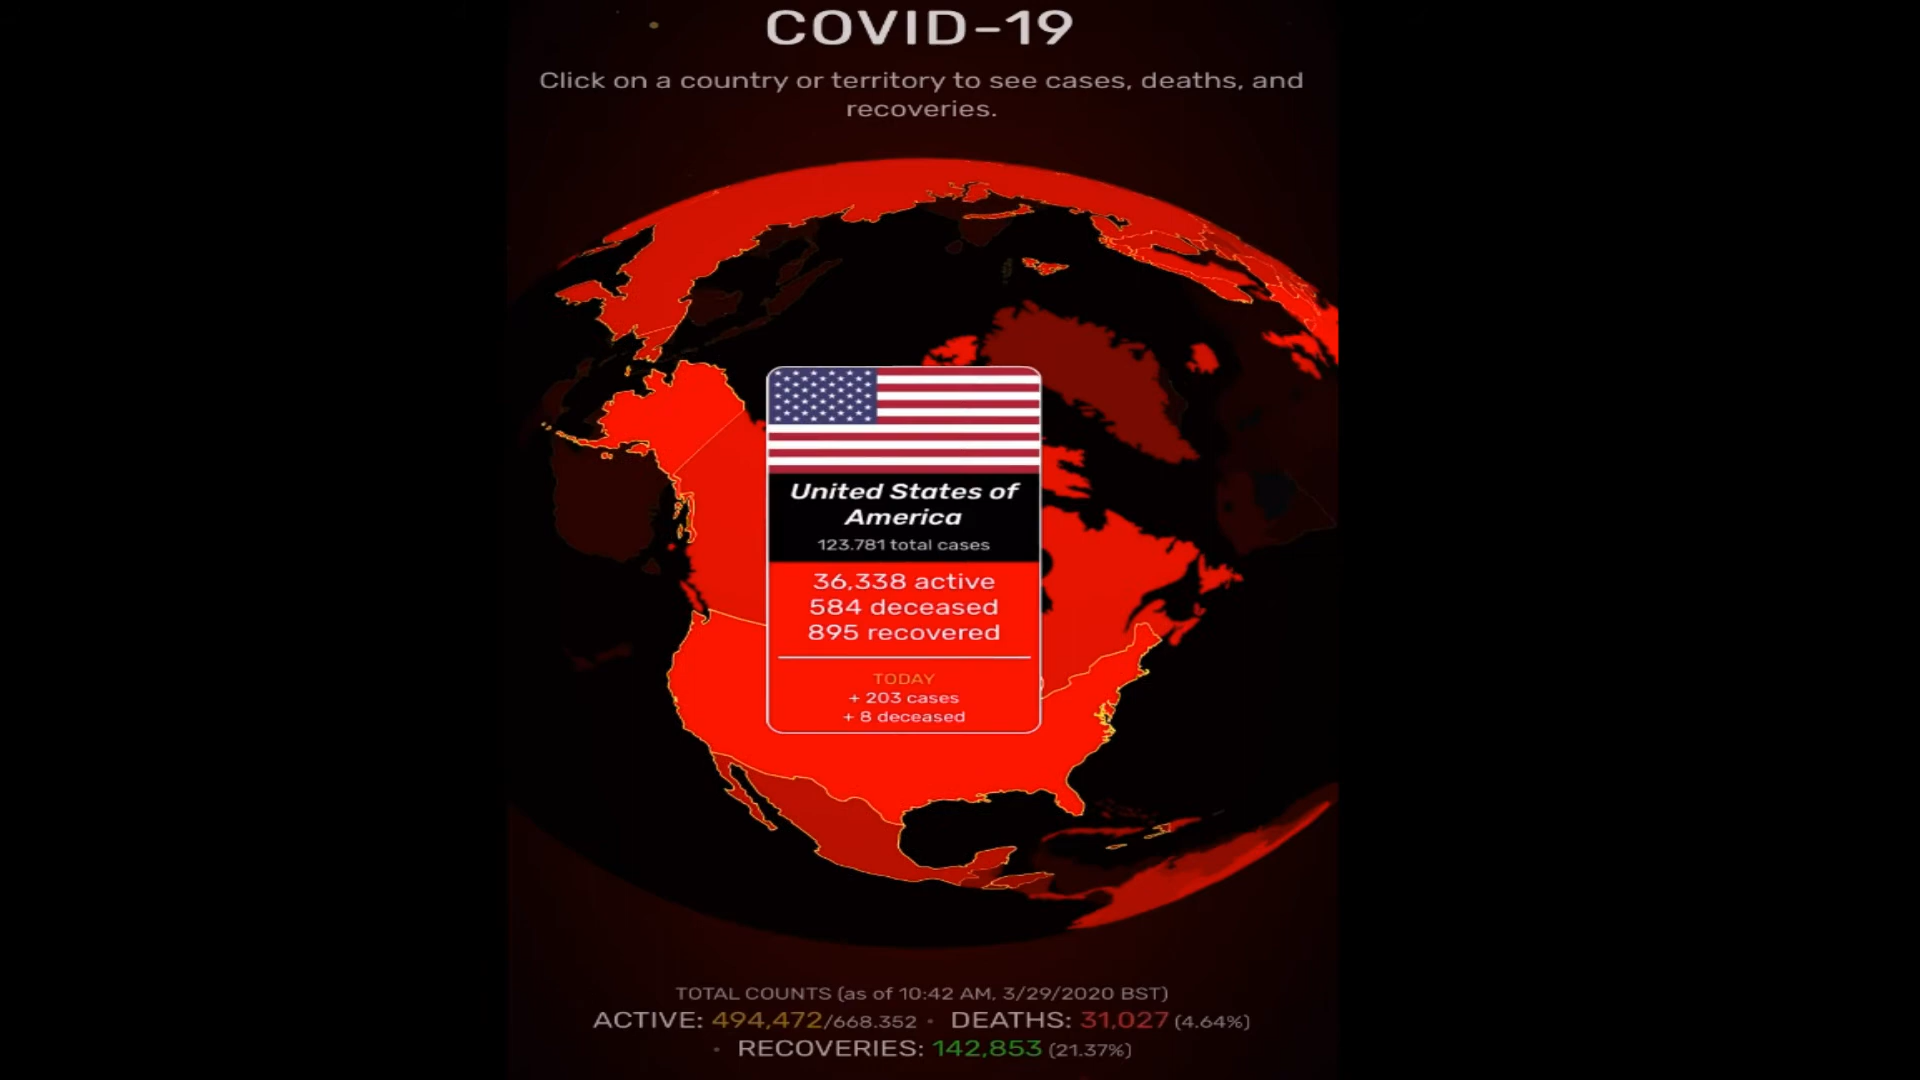 COVID-19
Click on a country or territory to see cases, deaths, and
recoveries.
United States of
America
123.781 total cases
36,338 active
584 deceased
895 recovered
TODAY
+ 203 cases
+ 8 deceased
TOTAL COUNTS (as of 10:42 AM, 3/29/2020 BST)
ACTIVE: 494,472/668.352 • DEATHS: 31,027 (4.64%)
• RECOVERIES: 142,853 (21.37%)